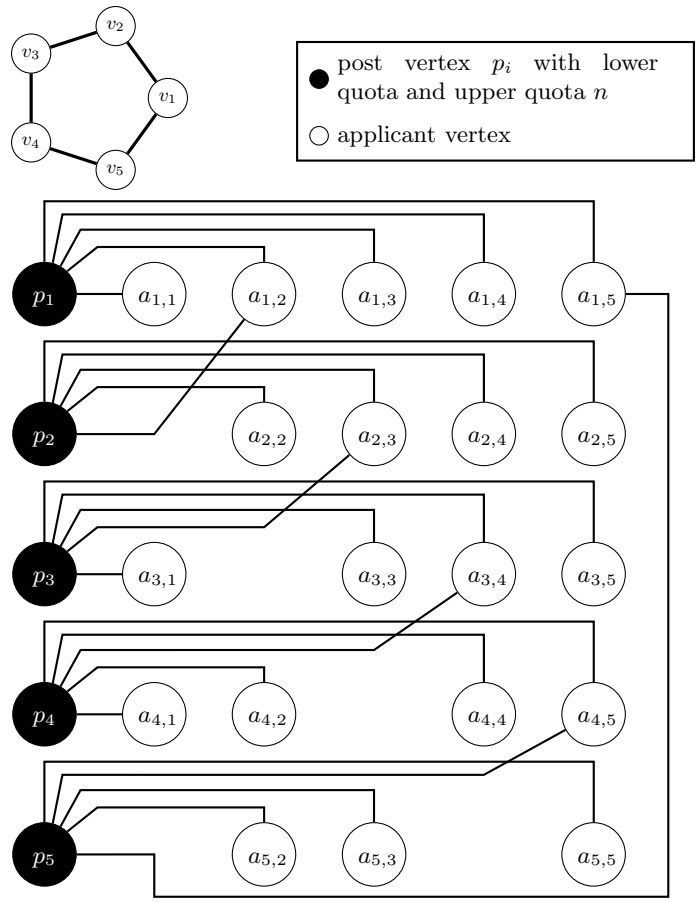 v₂
v₃
v₁
v₄
v₅
post vertex pᵢ with lower
quota and upper quota n
applicant vertex
p₁ a₁,₁ a₁,₂ a₁,₃ a₁,₄ a₁,₅
p₂ a₂,₂ a₂,₃ a₂,₄ a₂,₅
p₃ a₃,₁ a₃,₃ a₃,₄ a₃,₅
p₄ a₄,₁ a₄,₂ a₄,₄ a₄,₅
p₅ a₅,₂ a₅,₃ a₅,₅